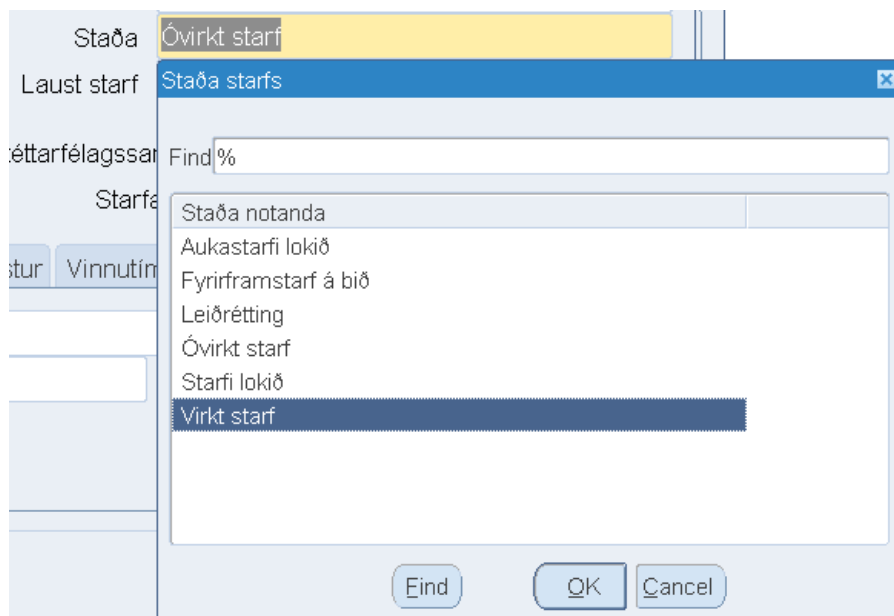 Staða Óvirkt starf
Laust starf
Staða starfs
Find %
Staða notanda
Aukastarfi lokið
Fyrirframstarf á bið
Leiðrétting
Óvirkt starf
Starfi lokið
Virkt starf
Find OK Cancel